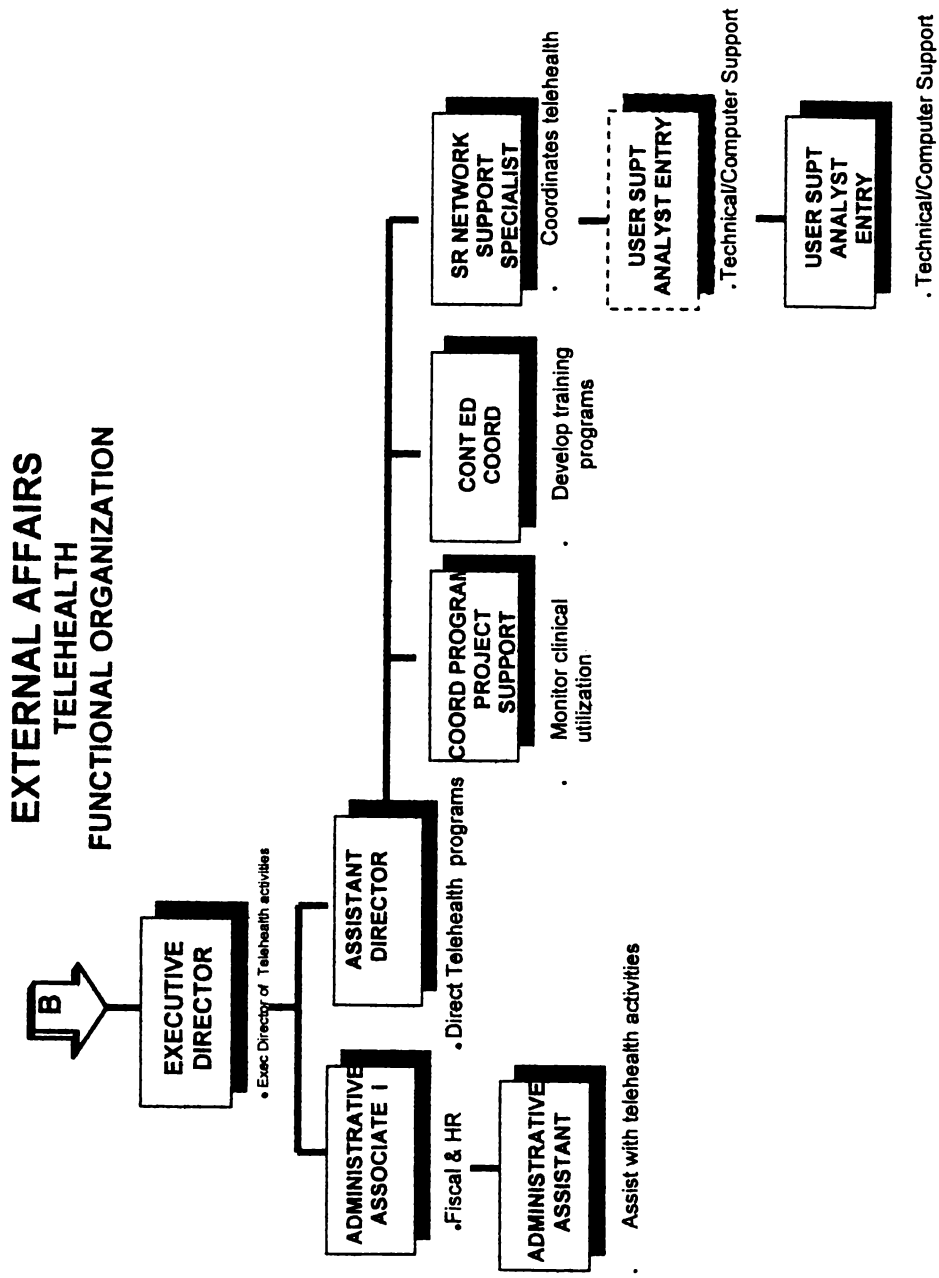 EXTERNAL AFFAIRS
TELEHEALTH
FUNCTIONAL ORGANIZATION
B
EXECUTIVE
DIRECTOR
• Exec Director of Telehealth activities
ADMINISTRATIVE
ASSOCIATE I
•Fiscal & HR
ADMINISTRATIVE
ASSISTANT
. Assist with telehealth activities
ASSISTANT
DIRECTOR
• Direct Telehealth programs
COORD PROGRAM
PROJECT
SUPPORT
. Monitor clinical
utilization
CONT ED
COORD
. Develop training
programs
SR NETWORK
SUPPORT
SPECIALIST
. Coordinates telehealth
USER SUPT
ANALYST ENTRY
.Technical/Computer Support
USER SUPT
ANALYST
ENTRY
. Technical/Computer Support